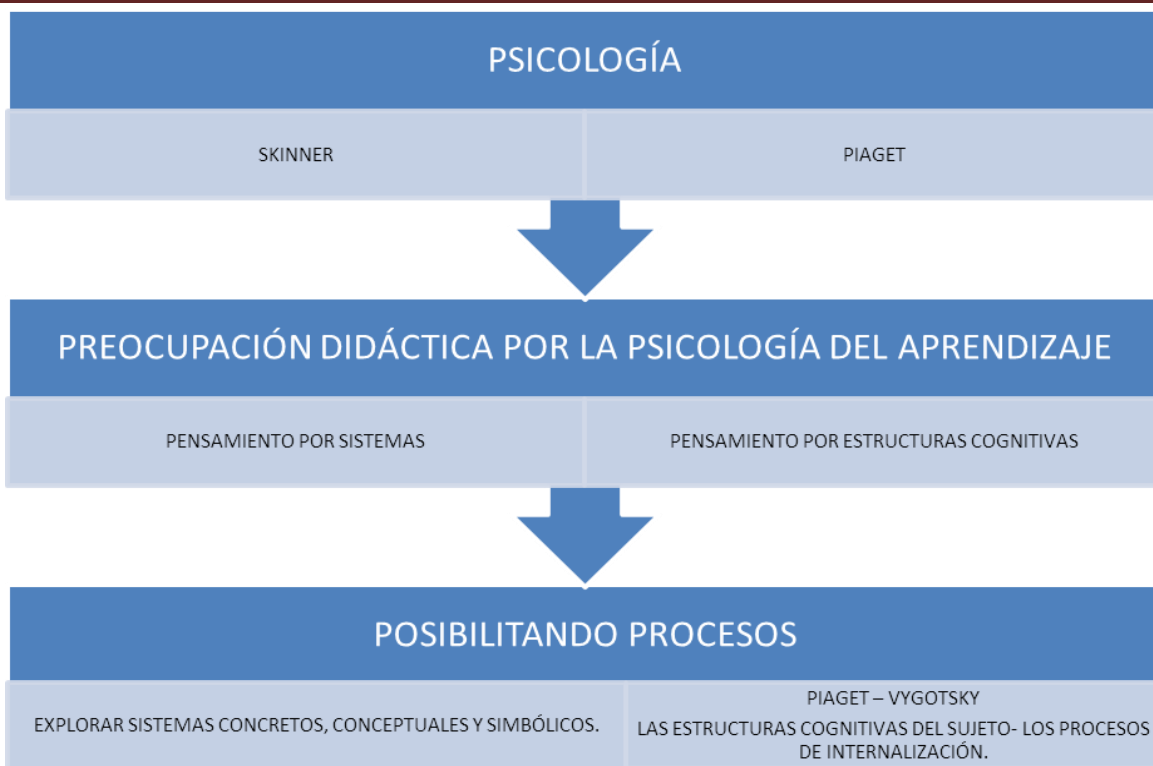 PSICOLOGÍA
SKINNER
PIAGET
PREOCUPACIÓN DIDÁCTICA POR LA PSICOLOGÍA DEL APRENDIZAJE
PENSAMIENTO POR SISTEMAS
PENSAMIENTO POR ESTRUCTURAS COGNITIVAS
POSIBILITANDO PROCESOS
EXPLORAR SISTEMAS CONCRETOS, CONCEPTUALES Y SIMBÓLICOS.
PIAGET – VYGOTSKY
LAS ESTRUCTURAS COGNITIVAS DEL SUJETO- LOS PROCESOS
DE INTERNALIZACIÓN.